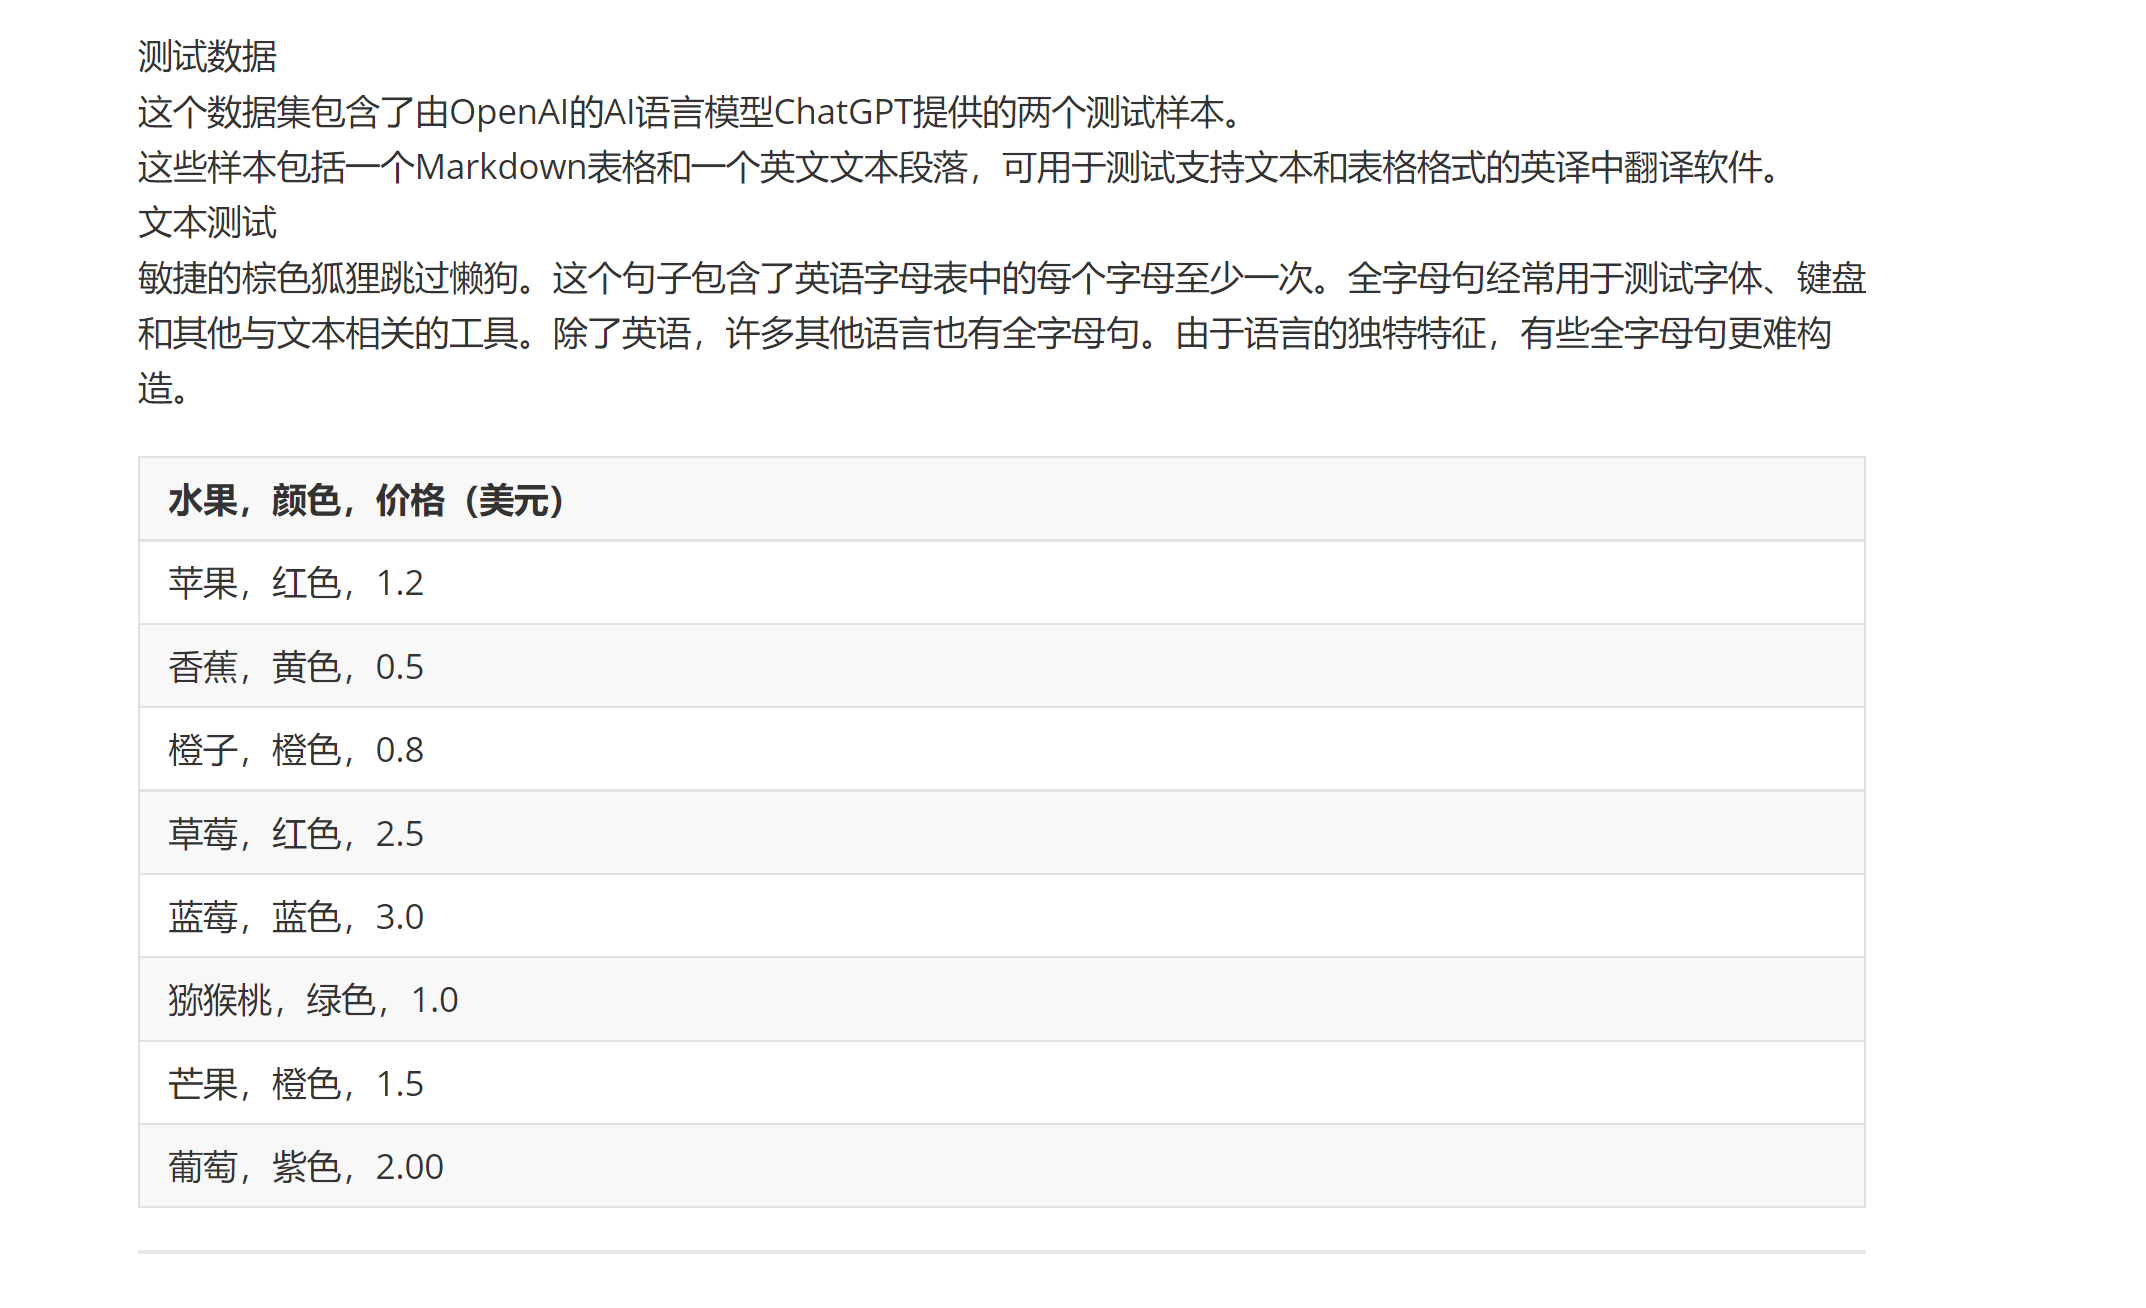 测试数据
这个数据集包含了由OpenAI的AI语言模型ChatGPT提供的两个测试样本。
这些样本包括一个Markdown表格和一个英文文本段落，可用于测试支持文本和表格格式的英译中翻译软件。
文本测试
敏捷的棕色狐狸跳过懒狗。这个句子包含了英语字母表中的每个字母至少一次。全字母句经常用于测试字体、键盘
和其他与文本相关的工具。除了英语，许多其他语言也有全字母句。由于语言的独特特征，有些全字母句更难构
造。
水果，颜色，价格（美元）
苹果，红色，1.2
香蕉，黄色，0.5
橙子，橙色，0.8
草莓，红色，2.5
蓝莓，蓝色，3.0
猕猴桃，绿色，1.0
芒果，橙色，1.5
葡萄，紫色，2.00